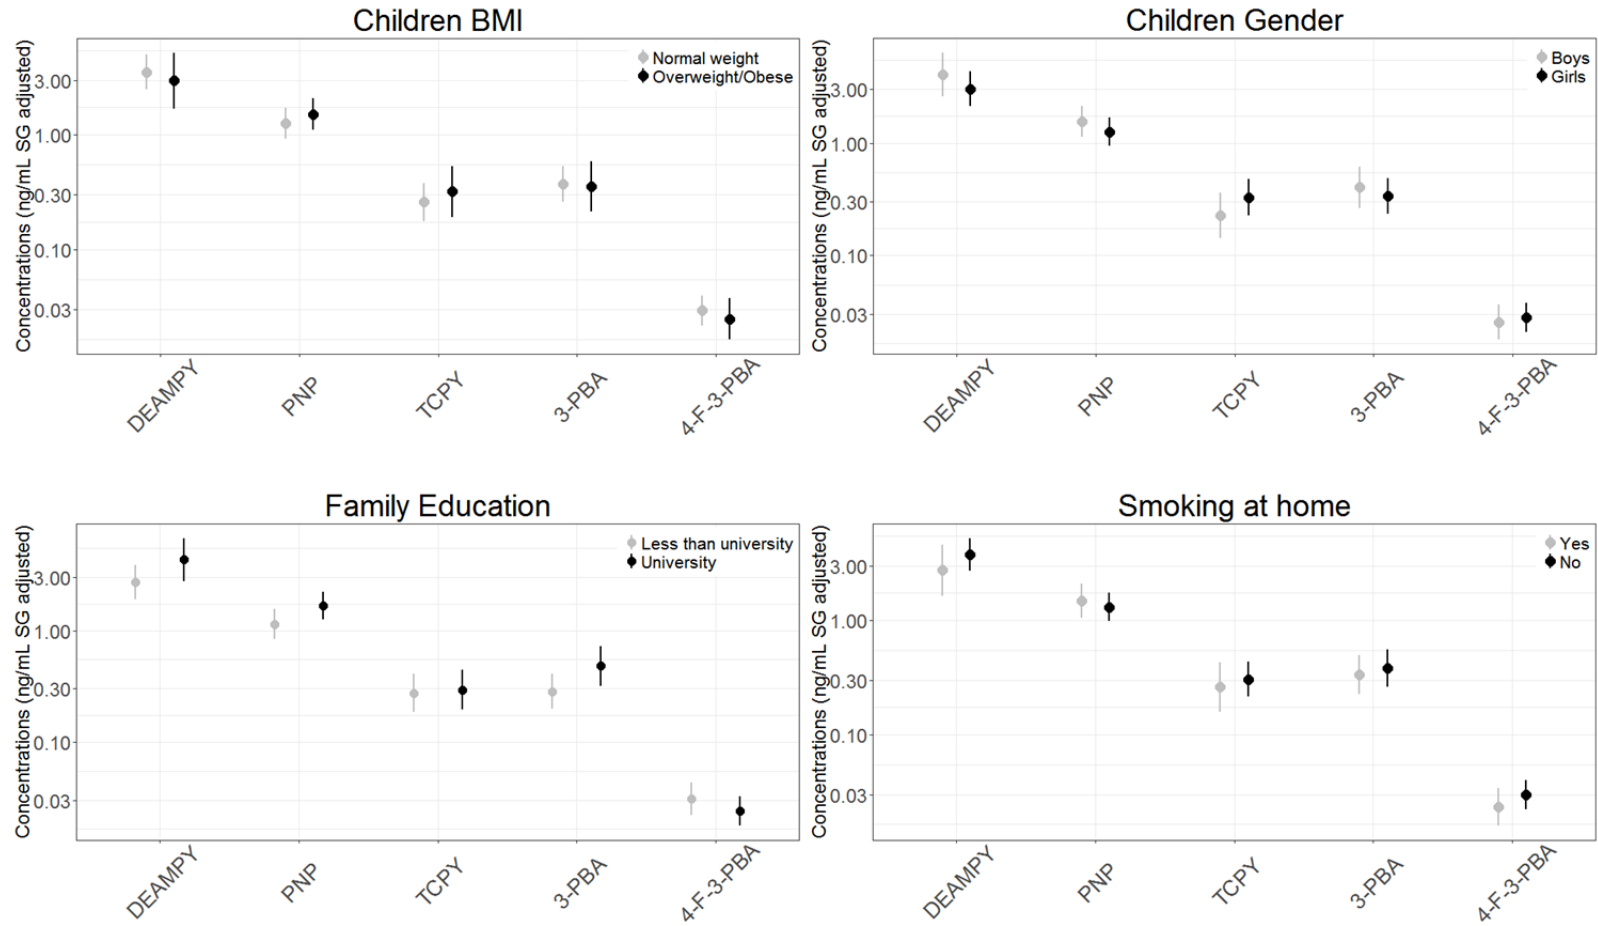 Children BMI
Concentrations (ng/mL SG adjusted)
Normal weight
Overweight/Obese
3.00
1.00
0.30
0.10
0.03
DEAMPY
PNP
TCPY
3-PBA
4-F-3-PBA
Children Gender
Concentrations (ng/mL SG adjusted)
Boys
Girls
3.00
1.00
0.30
0.10
0.03
DEAMPY
PNP
TCPY
3-PBA
4-F-3-PBA
Family Education
Concentrations (ng/mL SG adjusted)
Less than university
University
3.00
1.00
0.30
0.10
0.03
DEAMPY
PNP
TCPY
3-PBA
4-F-3-PBA
Smoking at home
Concentrations (ng/mL SG adjusted)
Yes
No
3.00
1.00
0.30
0.10
0.03
DEAMPY
PNP
TCPY
3-PBA
4-F-3-PBA